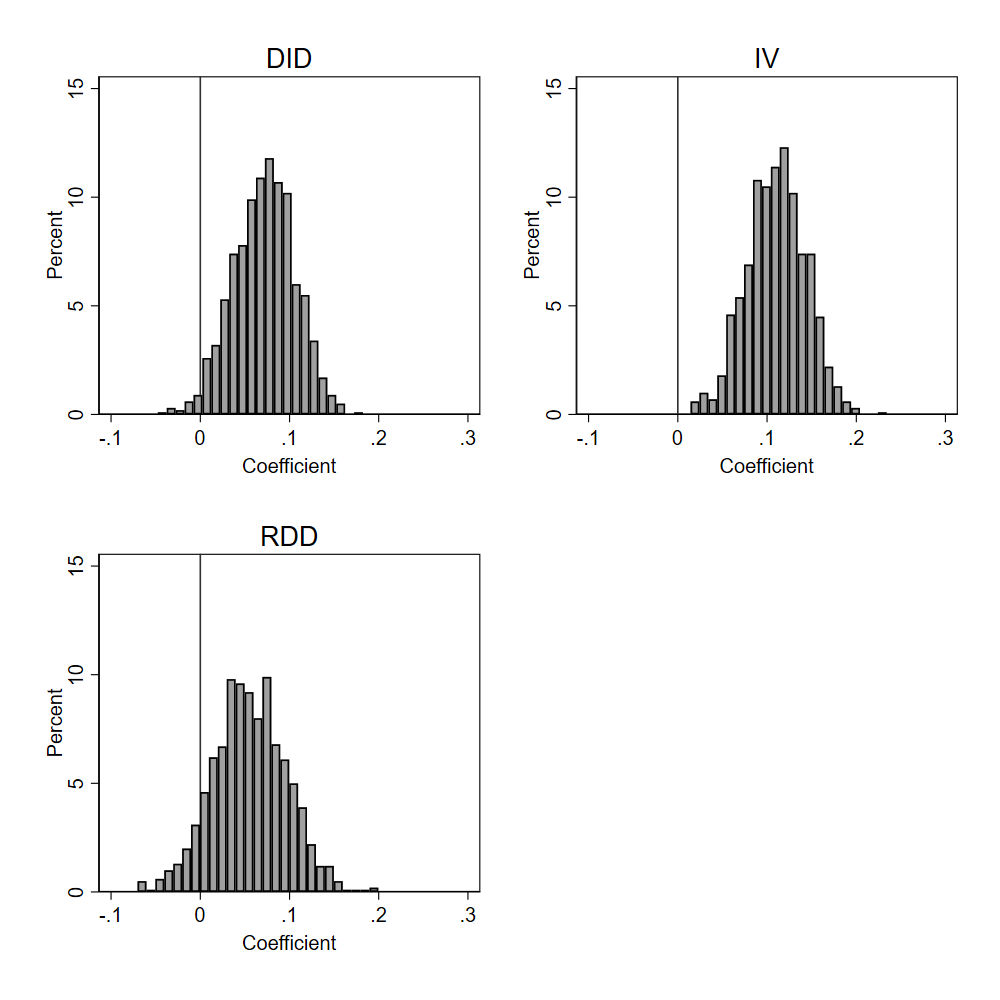 DID
15
10
5
0
Percent
-.1 0 .1 .2 .3
Coefficient
IV
15
10
5
0
Percent
-.1 0 .1 .2 .3
Coefficient
RDD
15
10
5
0
Percent
-.1 0 .1 .2 .3
Coefficient